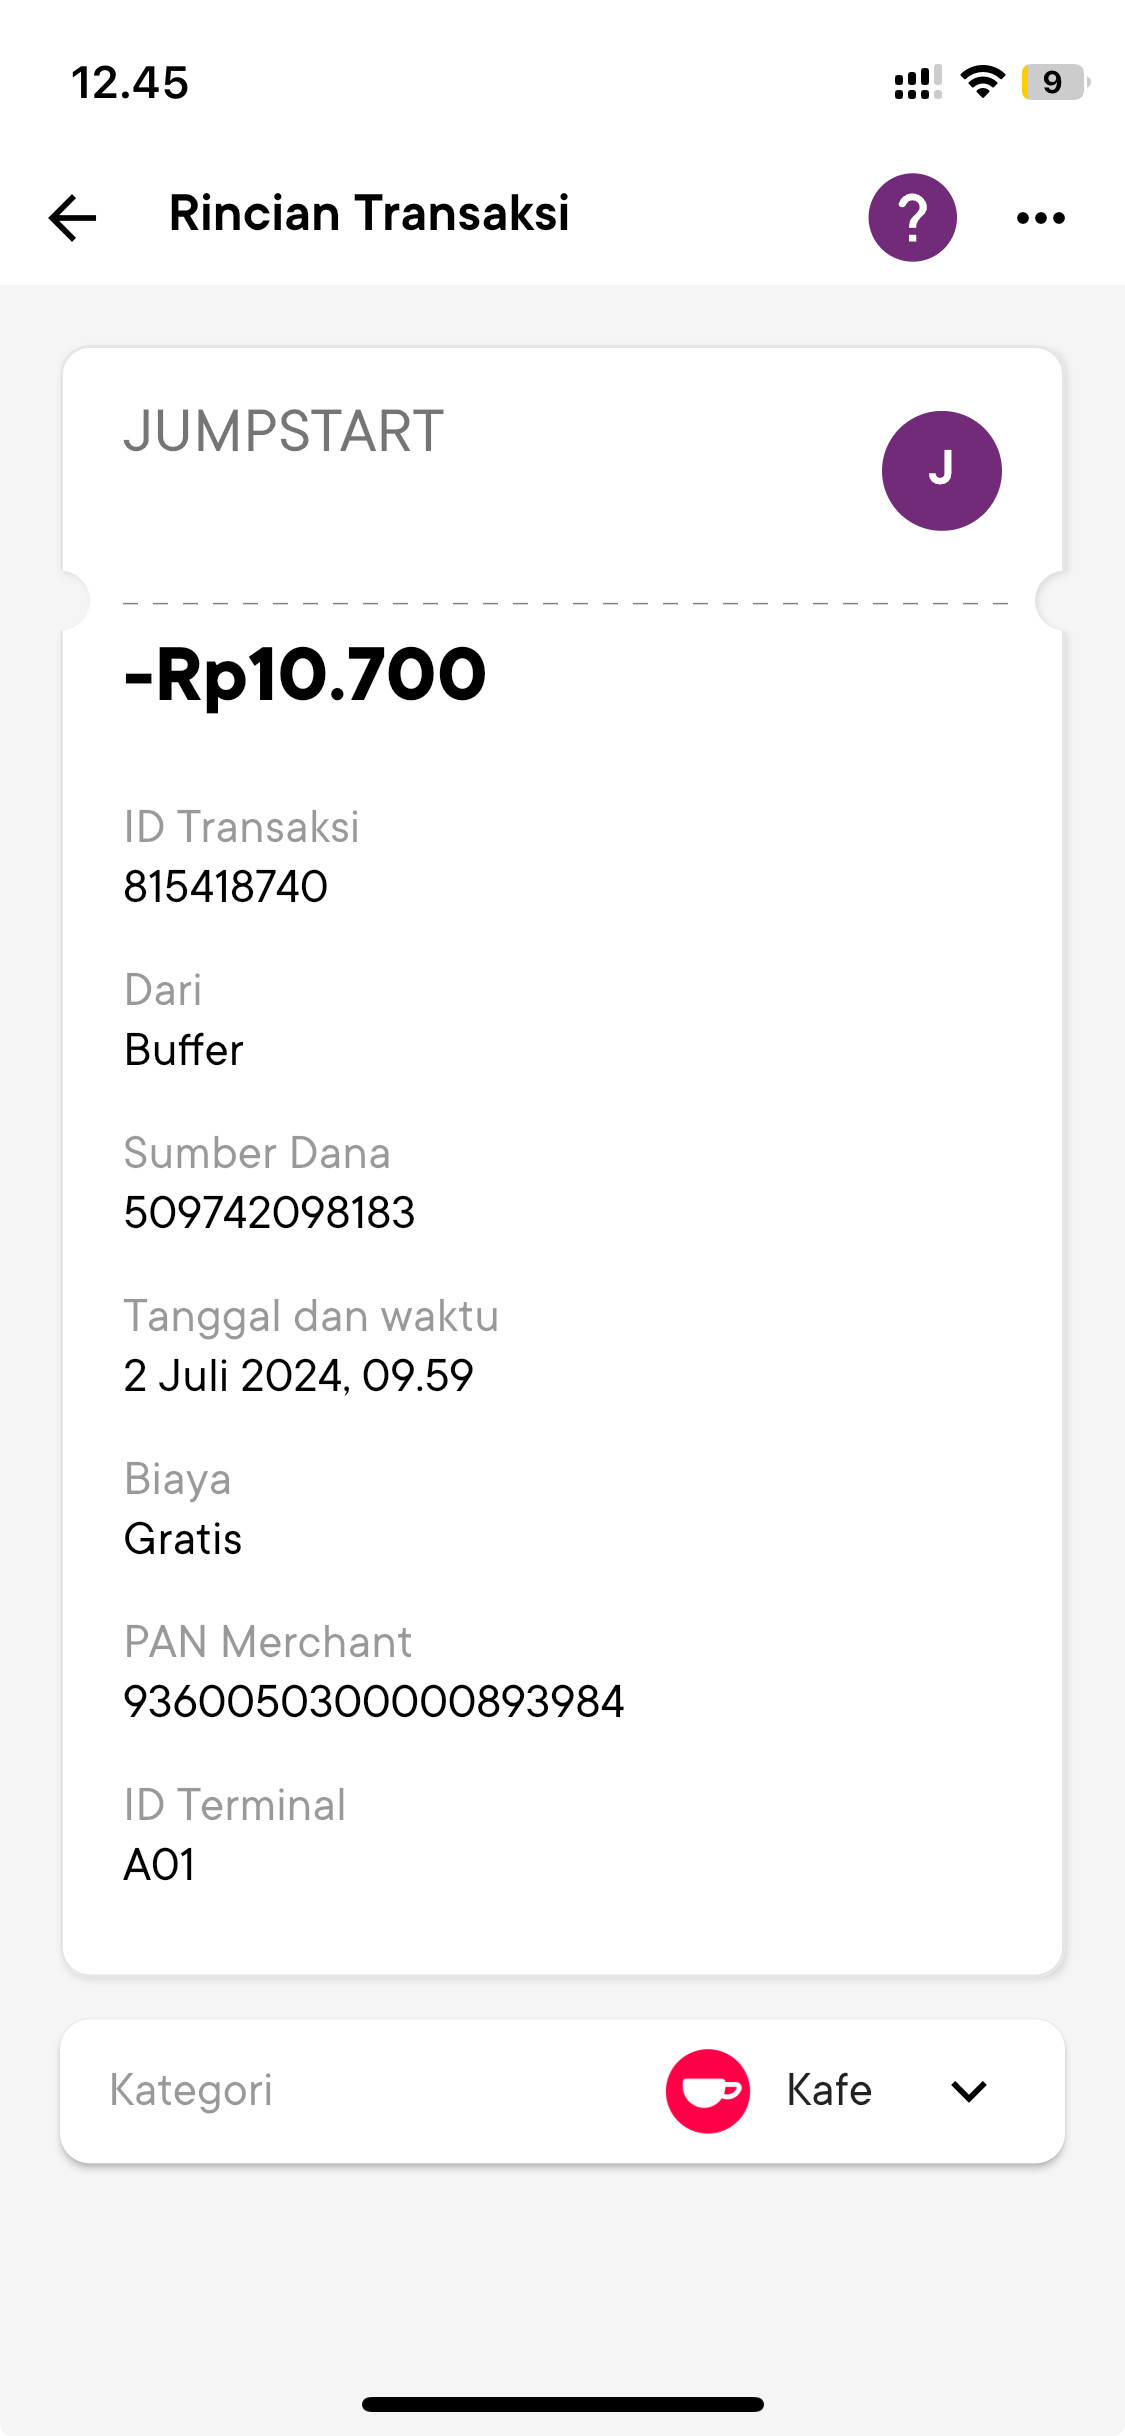 12.45
9
Rincian Transaksi
?
JUMPSTART
J
-Rp10.700
ID Transaksi
815418740
Dari
Buffer
Sumber Dana
509742098183
Tanggal dan waktu
2 Juli 2024, 09.59
Biaya
Gratis
PAN Merchant
9360050300000893984
ID Terminal
A01
Kategori
Kafe